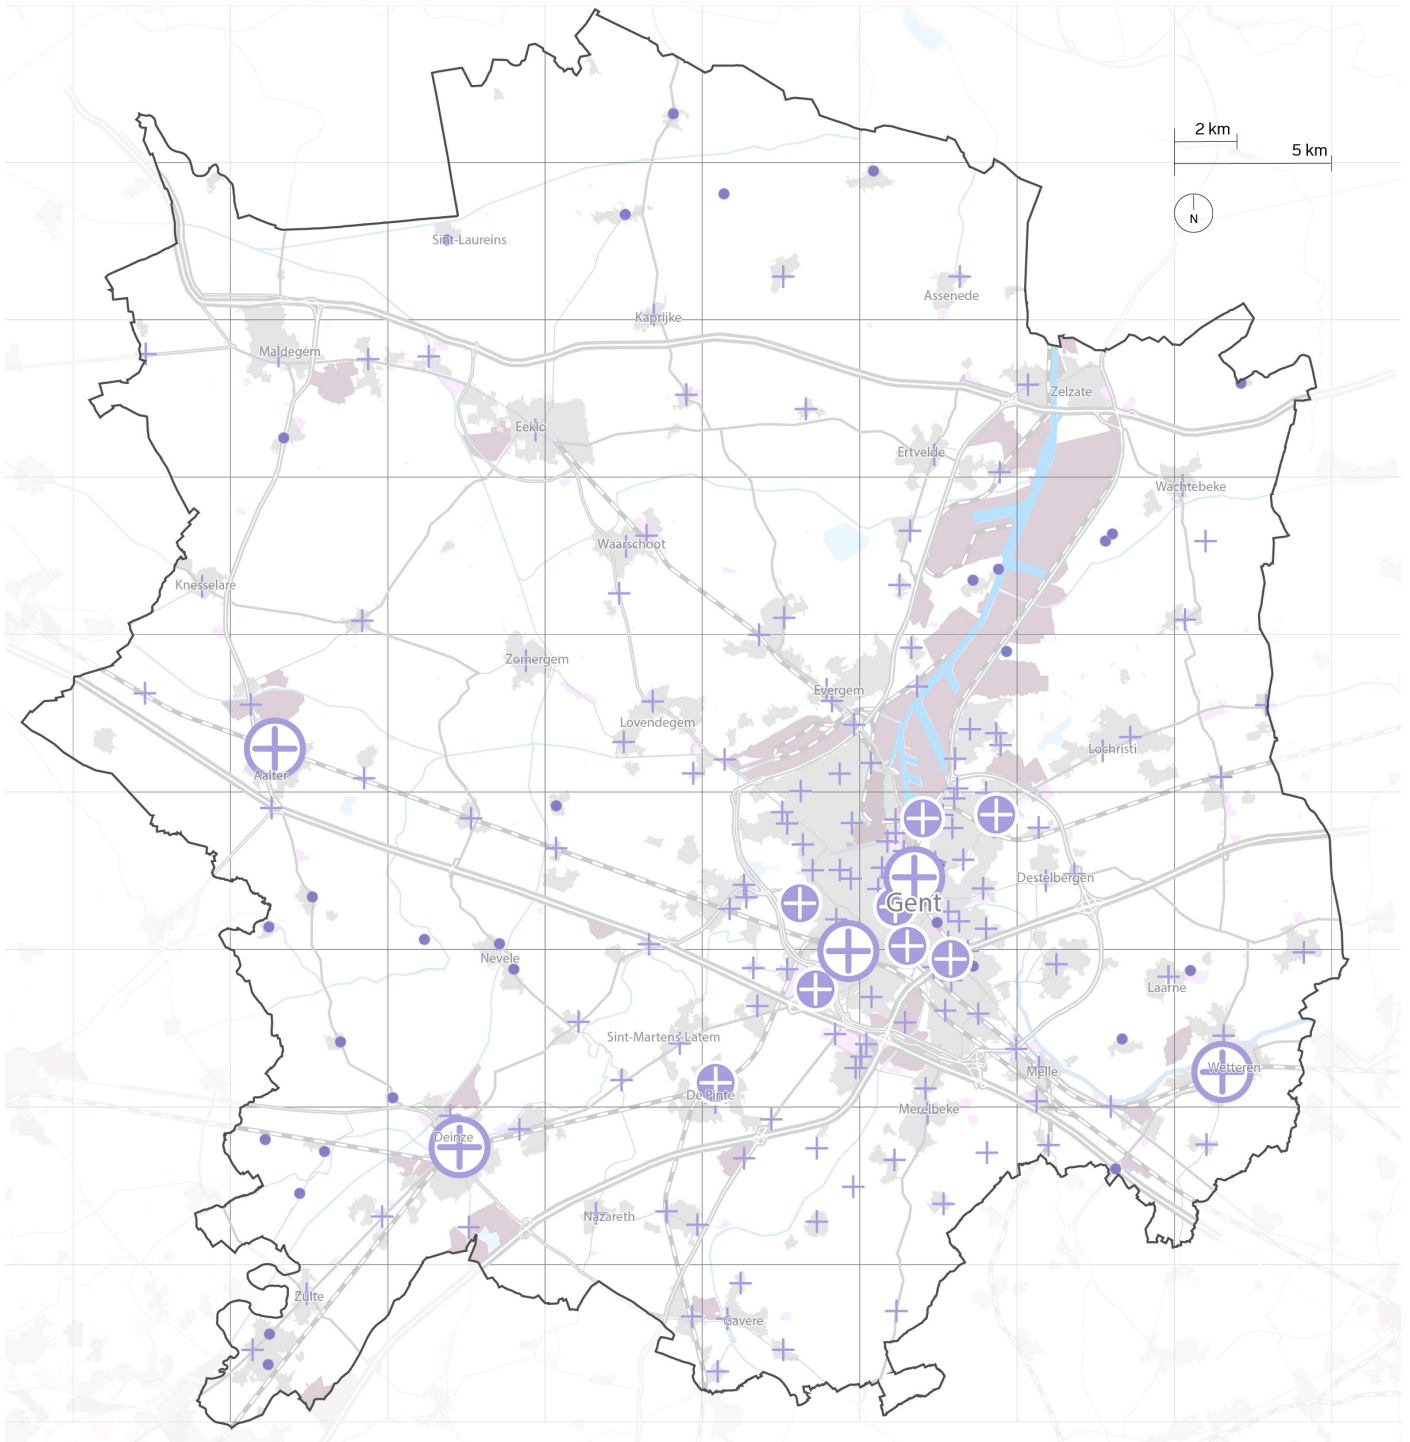 2 km
5 km
N
Sint-Laureins
Assenede
Kaprijke
Maldegem
Zelzate
Eeklo
Ertvelde
Wachtebeke
Waarschoot
Knesselare
Zomergem
Evergem
Lovendegem
Lochristi
Aalter
Destelbergen
Gent
Nevele
Laarne
Sint-Martens-Latem
Wetteren
Melle
De Pinte
Merelbeke
Deinze
Nazareth
Zulte
Gavere